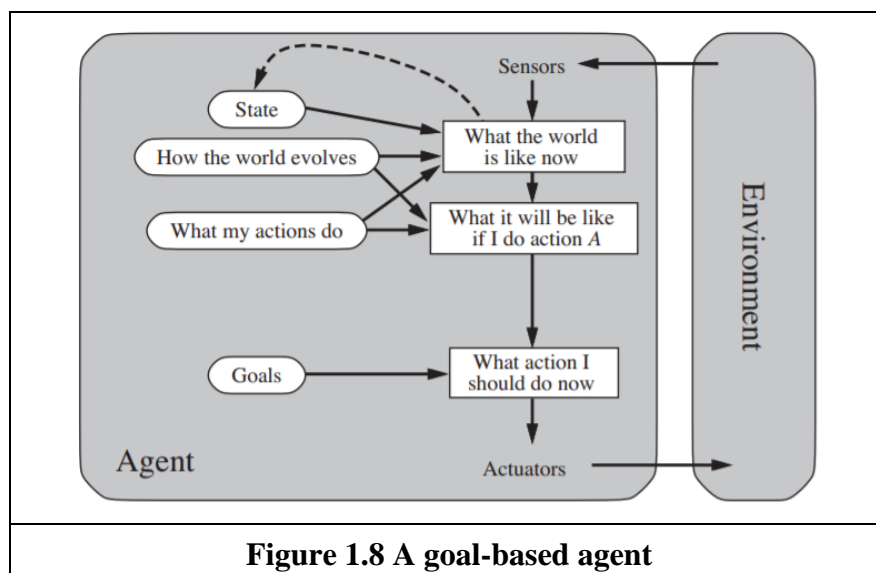 Sensors
State
What the world
is like now
How the world evolves
What it will be like
if I do action A
What my actions do
Goals
What action I
should do now
Agent
Actuators
Environment
Figure 1.8 A goal-based agent